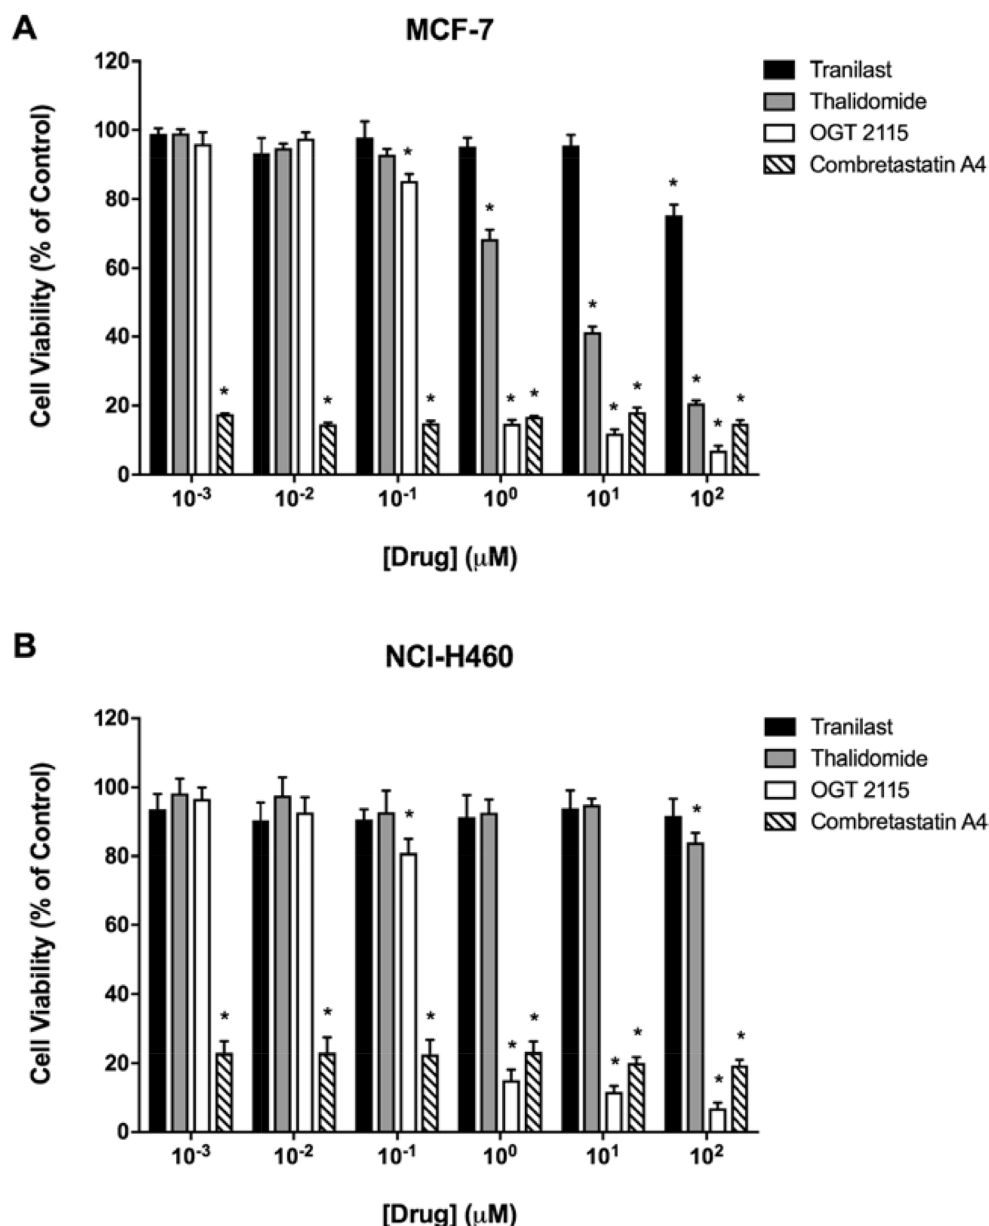 A
MCF-7
Cell Viability (% of Control)
120
100
80
60
40
20
0
Tranilast
Thalidomide
OGT 2115
Combretastatin A4
* * * * * * * * * * * * * *
10⁻³ 10⁻² 10⁻¹ 10⁰ 10¹ 10²
[Drug] (μM)
B
NCI-H460
Cell Viability (% of Control)
120
100
80
60
40
20
0
Tranilast
Thalidomide
OGT 2115
Combretastatin A4
* * * * * * * * * * *
10⁻³ 10⁻² 10⁻¹ 10⁰ 10¹ 10²
[Drug] (μM)